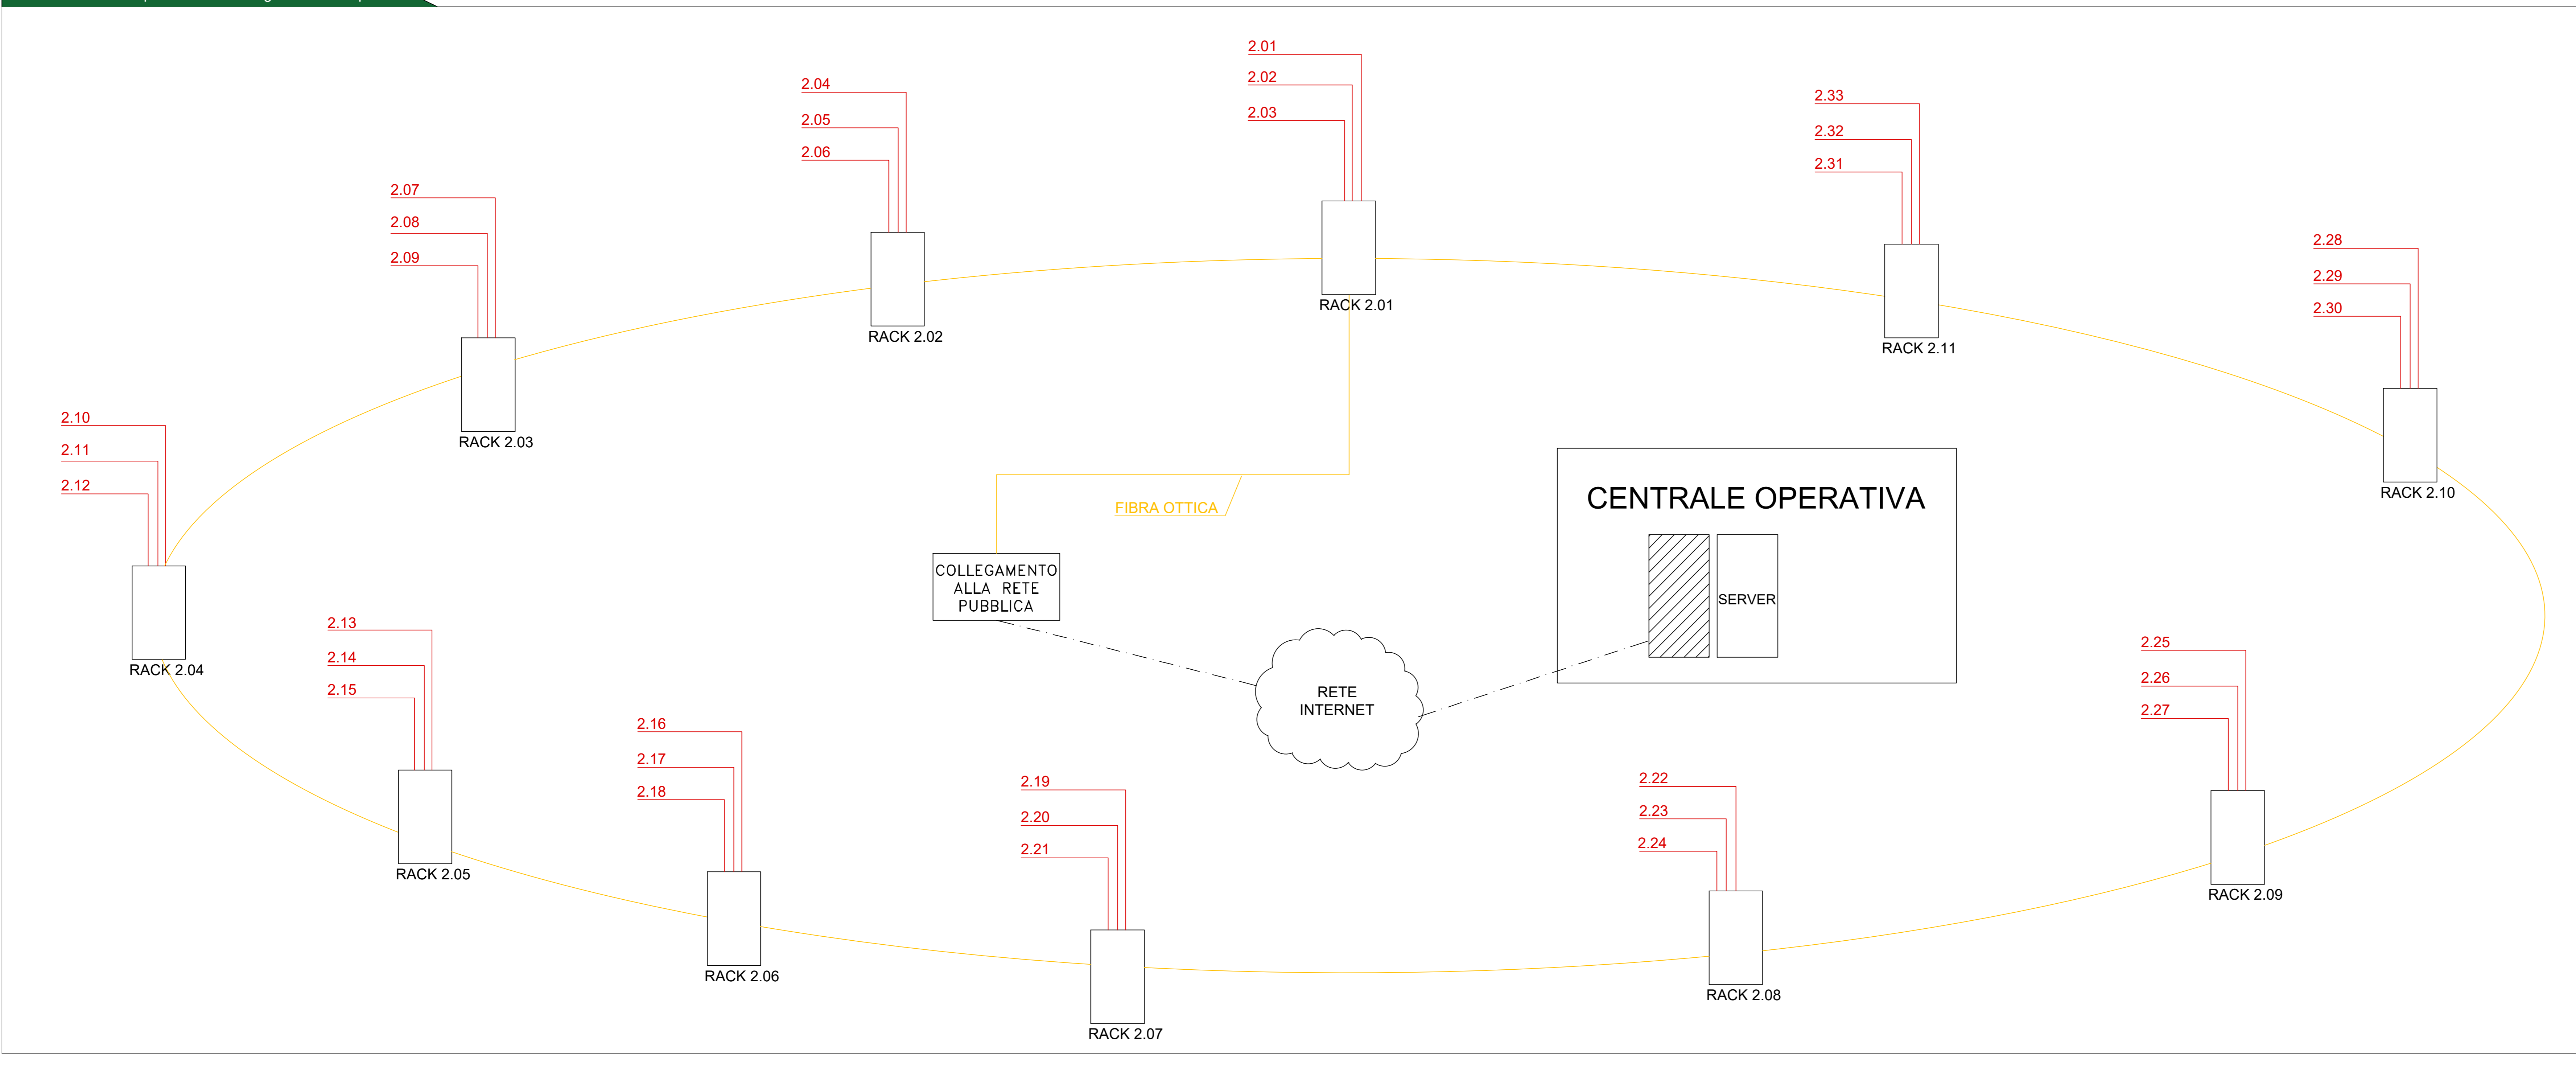 2.01
2.02
2.03
RACK 2.01
2.04
2.05
2.06
RACK 2.02
2.07
2.08
2.09
RACK 2.03
2.10
2.11
2.12
RACK 2.04
2.13
2.14
2.15
RACK 2.05
2.16
2.17
2.18
RACK 2.06
2.19
2.20
2.21
RACK 2.07
2.22
2.23
2.24
RACK 2.08
2.25
2.26
2.27
RACK 2.09
2.28
2.29
2.30
RACK 2.10
2.33
2.32
2.31
RACK 2.11
FIBRA OTTICA
COLLEGAMENTO
ALLA RETE
PUBBLICA
RETE
INTERNET
CENTRALE OPERATIVA
SERVER